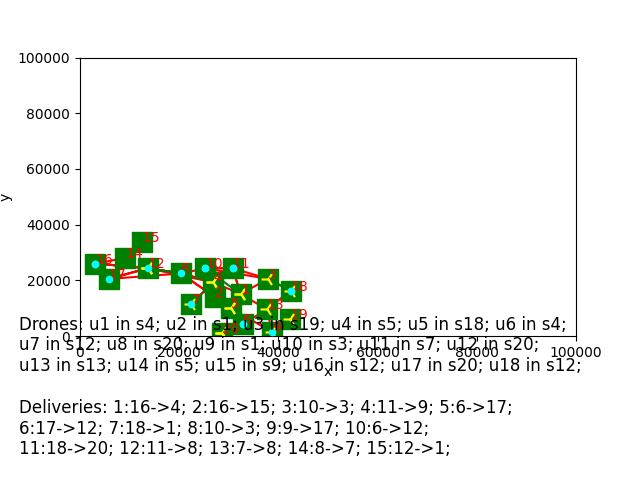 100000
80000
60000
40000
20000
0
y
15
14
12
Drones: u1 in s4; u2 in u3 in s19; u4 in s5; u5 in s18; u6 in s4;
u7 in s12; u8 in s20; u9 in s1; u10 in s3; u11 in s7; u12 in s20;
20000 40000 60000 80000 100000
u13 in s13; u14 in s5; u15 in s9; u16 in s12; u17 in s20; u18 in s12;
x
Deliveries: 1:16->4; 2:16->15; 3:10->3; 4:11->9; 5:6->17;
6:17->12; 7:18->1; 8:10->3; 9:9->17; 10:6->12;
11:18->20; 12:11->8; 13:7->8; 14:8->7; 15:12->1;